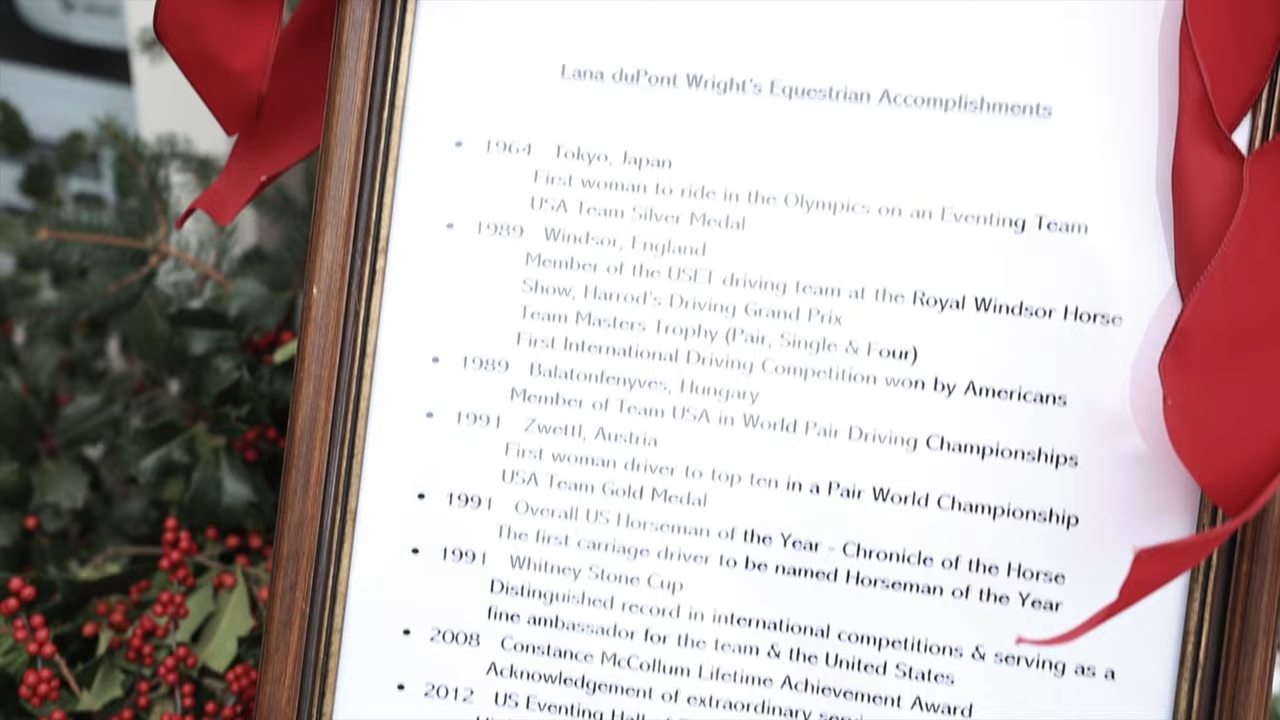 Lana duPont Wright's Equestrian Accomplishments
• 1964 Tokyo, Japan
First woman to ride in the Olympics on an Eventing Team
USA Team Silver Medal
• 1989 Windsor, England
Member of the USET driving team at the Royal Windsor Horse
Show, Harrod's Driving Grand Prix
Team Masters Trophy (Pair, Single & Four)
First International Driving Competition won by Americans
• 1989 Balatonfenyves, Hungary
Member of Team USA in World Pair Driving Championships
• 1991 Zwettl, Austria
First woman driver to top ten in a Pair World Championship
USA Team Gold Medal
• 1991 Overall US Horseman of the Year - Chronicle of the Horse
The first carriage driver to be named Horseman of the Year
• 1991 Whitney Stone Cup
Distinguished record in international competitions & serving as a
fine ambassador for the team & the United States
• 2008 Constance McCollum Lifetime Achievement Award
Acknowledgement of extraordinary
• 2012 US Eventing Hall of